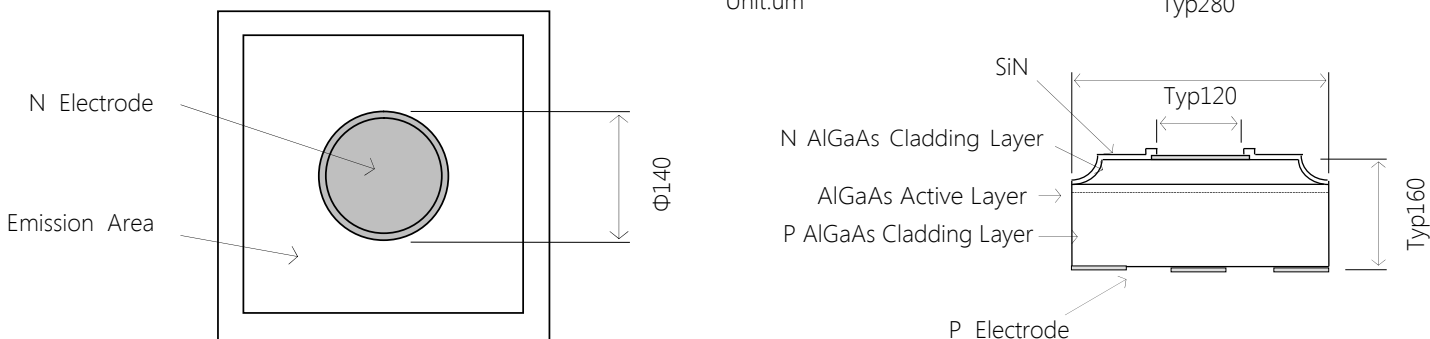 Unit:um
Typ280
N Electrode
Emission Area
Φ140
SiN
Typ120
N AlGaAs Cladding Layer
AlGaAs Active Layer
P AlGaAs Cladding Layer
Typ160
P Electrode